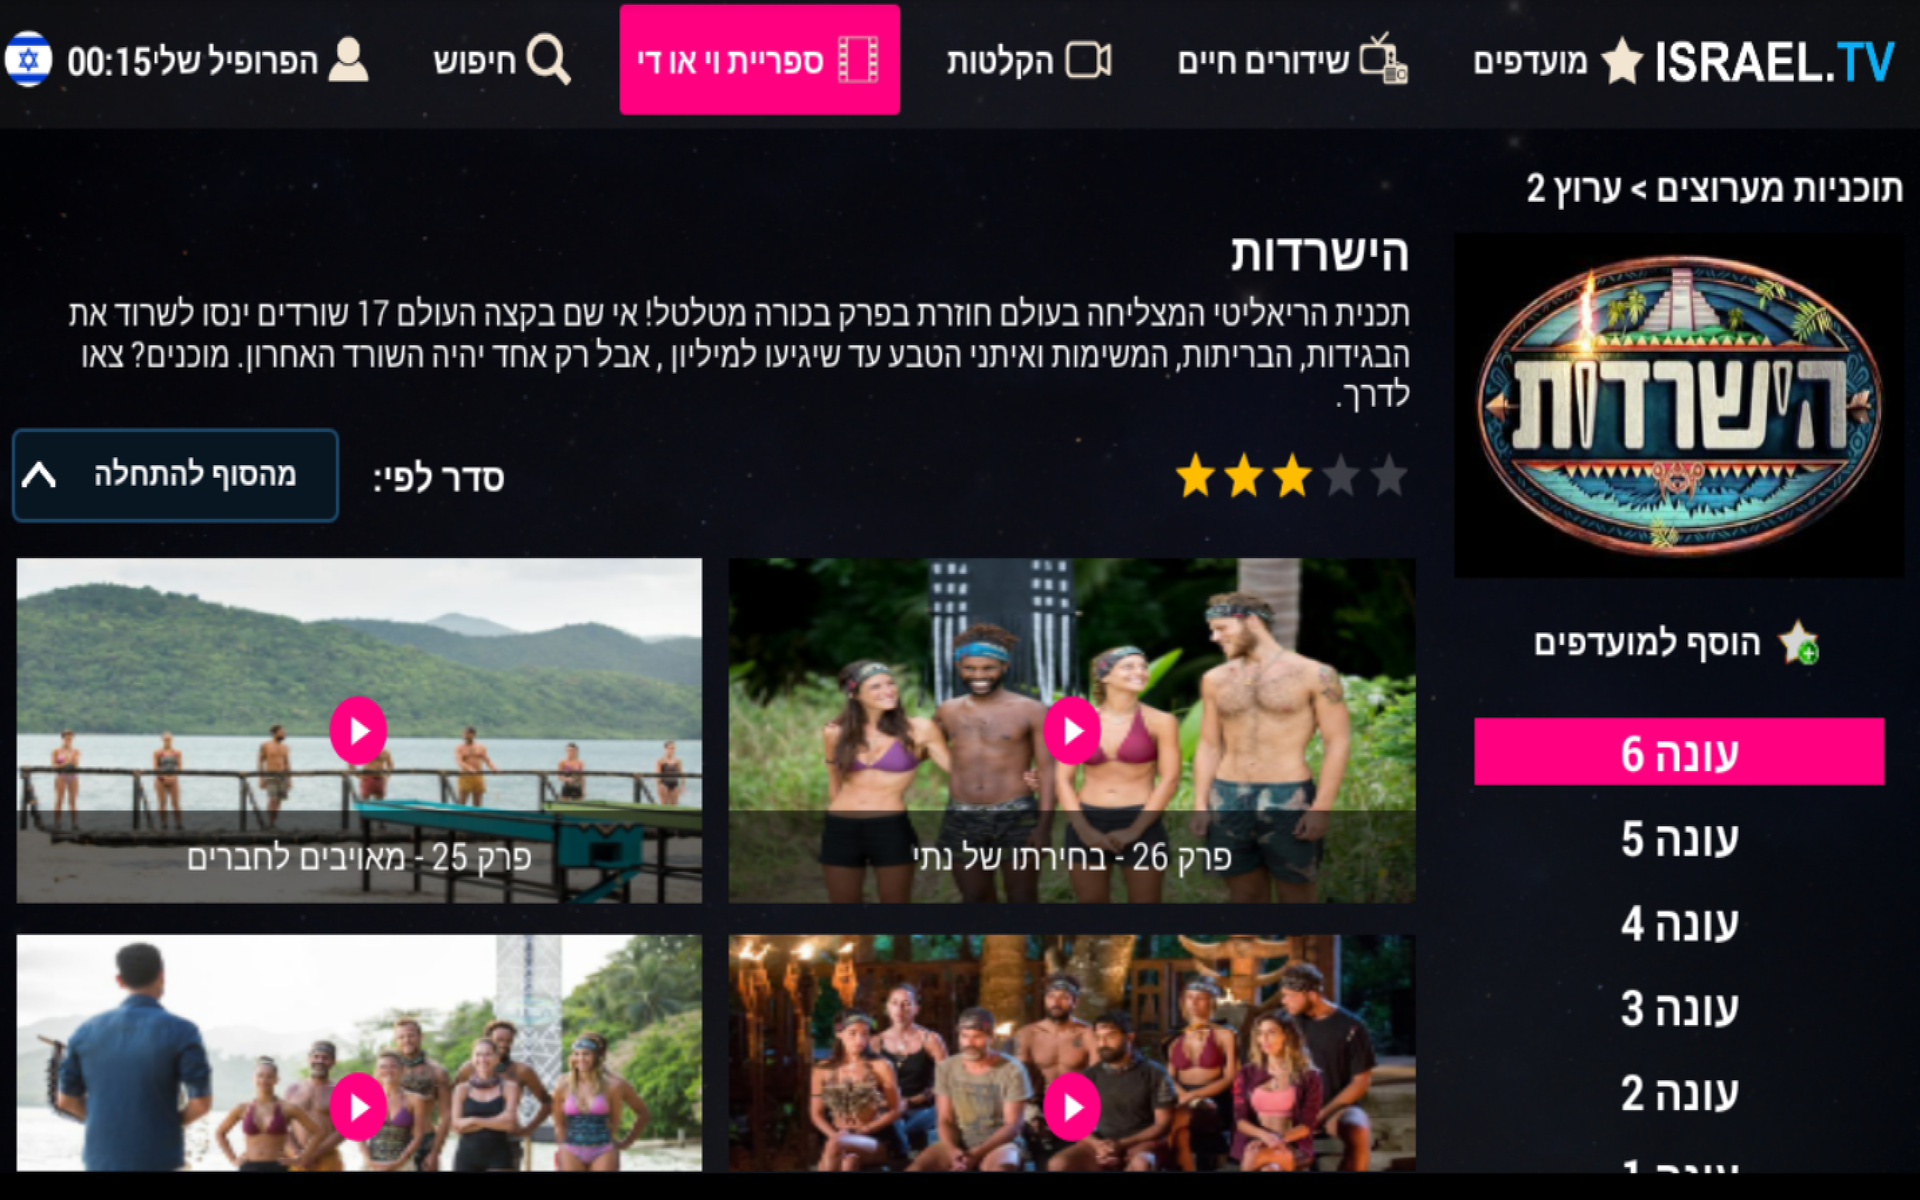 ISRAEL.TV
מועדפים
שידורים חיים
הקלטות
ספריית וי או די
חיפוש
הפרופיל שלי
00:15
תוכניות מערוצים > ערוץ 2
הישרדות
הישרדות
תכנית הריאליטי המצליחה בעולם חוזרת בפרק בכורה מטלטל! אי שם בקצה העולם 17 שורדים ינסו לשרוד את
הבגידות, הבריתות, המשימות ואיתני הטבע עד שיגיעו למיליון , אבל רק אחד יהיה השורד האחרון. מוכנים? צאו
לדרך.
סדר לפי:
מהסוף להתחלה
הוסף למועדפים
עונה 6
עונה 5
עונה 4
עונה 3
עונה 2
עונה 1
פרק 26 - בחירתו של נתי
פרק 25 - מאויבים לחברים